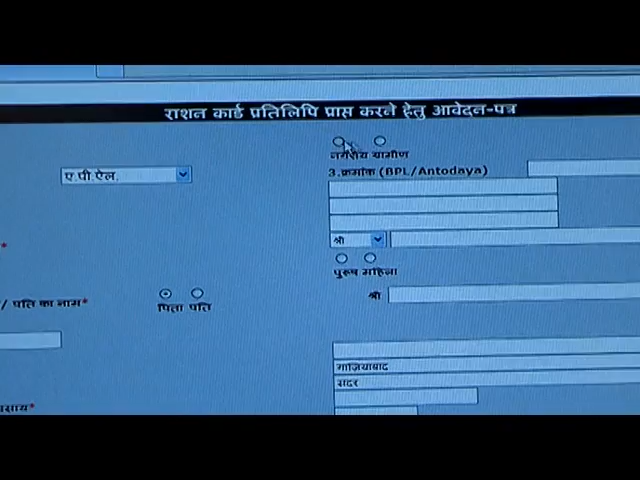 राशन कार्ड प्रतिलिपि प्राप्त करने हेतु आवेदन-पत्र
नगरीय ग्रामीण
ए.पी.ऐल.
3.क्रमांक (BPL/Antodaya)
*
श्री
पुरुष महिला
/ पति का नाम*
पिता पति
श्री
गाज़ियाबाद
सदर